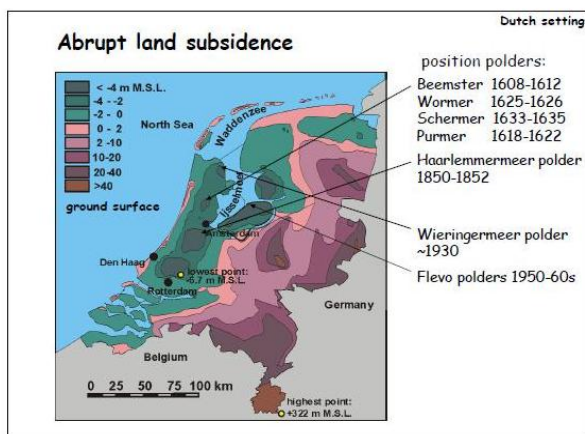 Dutch setting
Abrupt land subsidence
position polders:
Beemster 1608-1612
Wormer 1625-1626
Schermer 1633-1635
Purmer 1618-1622
Haarlemmermeer polder
1850-1852
Wieringermeer polder
~1930
Flevo polders 1950-60s
< -4 m M.S.L.
-4 - -2
-2 - 0
0 - 2
2 -10
10-20
20-40
>40
ground surface
North Sea
Waddenzee
Ijsselmeer
Amsterdam
Den Haag
lowest point:
-6.7 m M.S.L.
Rotterdam
Germany
Belgium
0 25 50 75 100 km
highest point:
+322 m M.S.L.